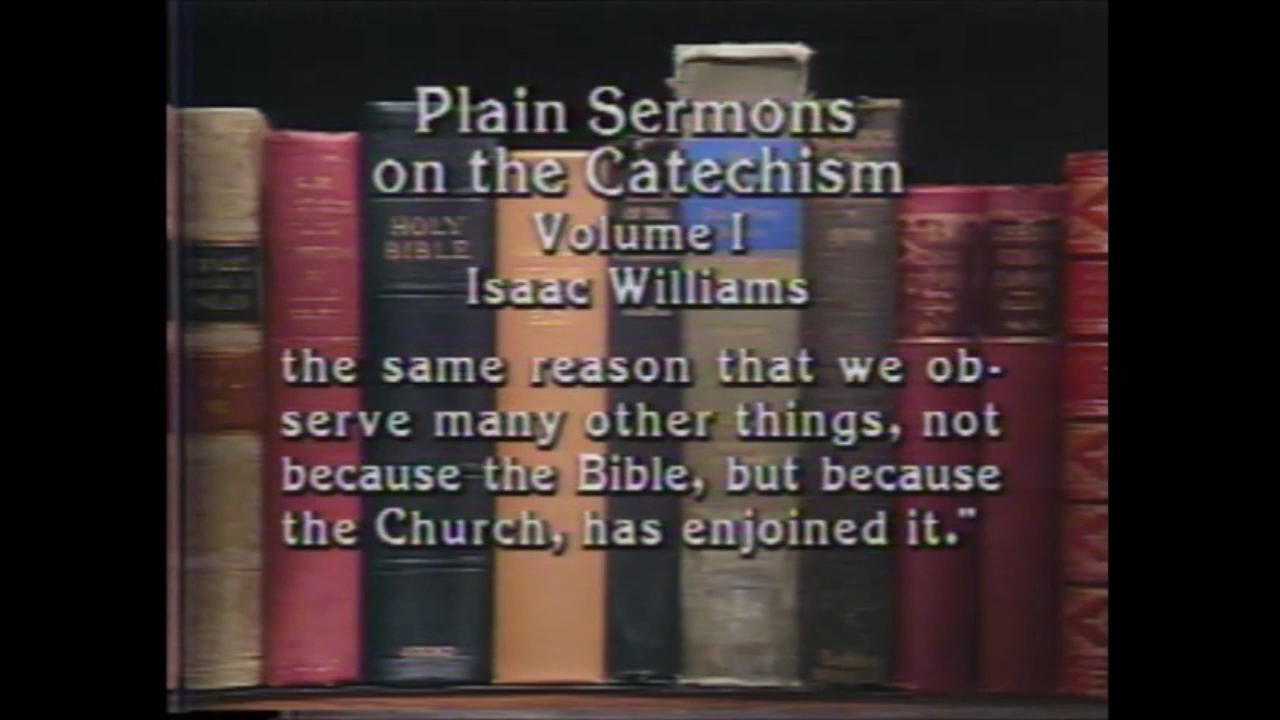 Plain Sermons
on the Catechism
Volume I
Isaac Williams
the same reason that we ob-
serve many other things, not
because the Bible, but because
the Church, has enjoined it."
HOLY
BIBLE